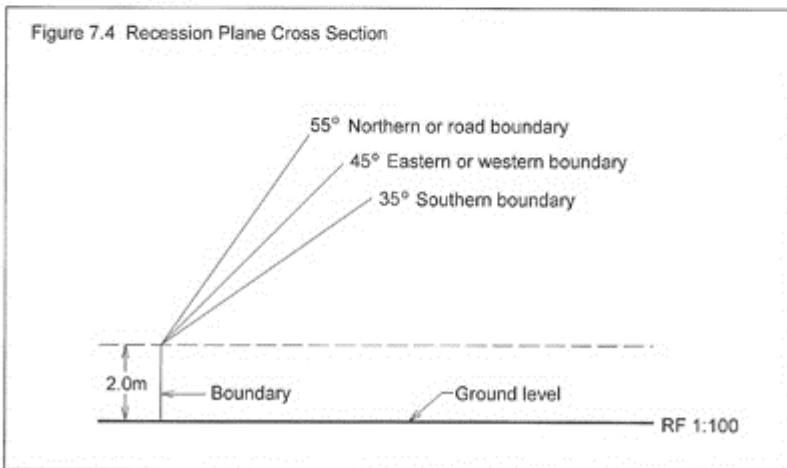 Figure 7.4 Recession Plane Cross Section
55° Northern or road boundary
45° Eastern or western boundary
35° Southern boundary
2.0m
Boundary
Ground level
RF 1:100